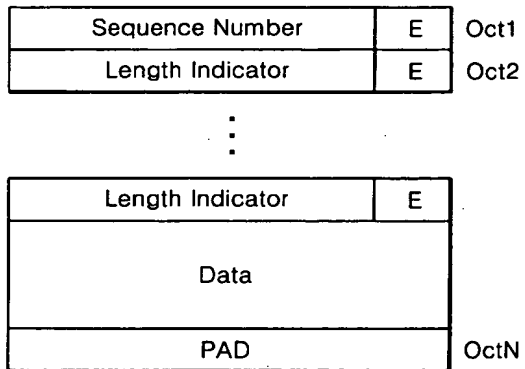 Sequence Number E Oct1
Length Indicator E Oct2
Length Indicator E
Data
PAD OctN